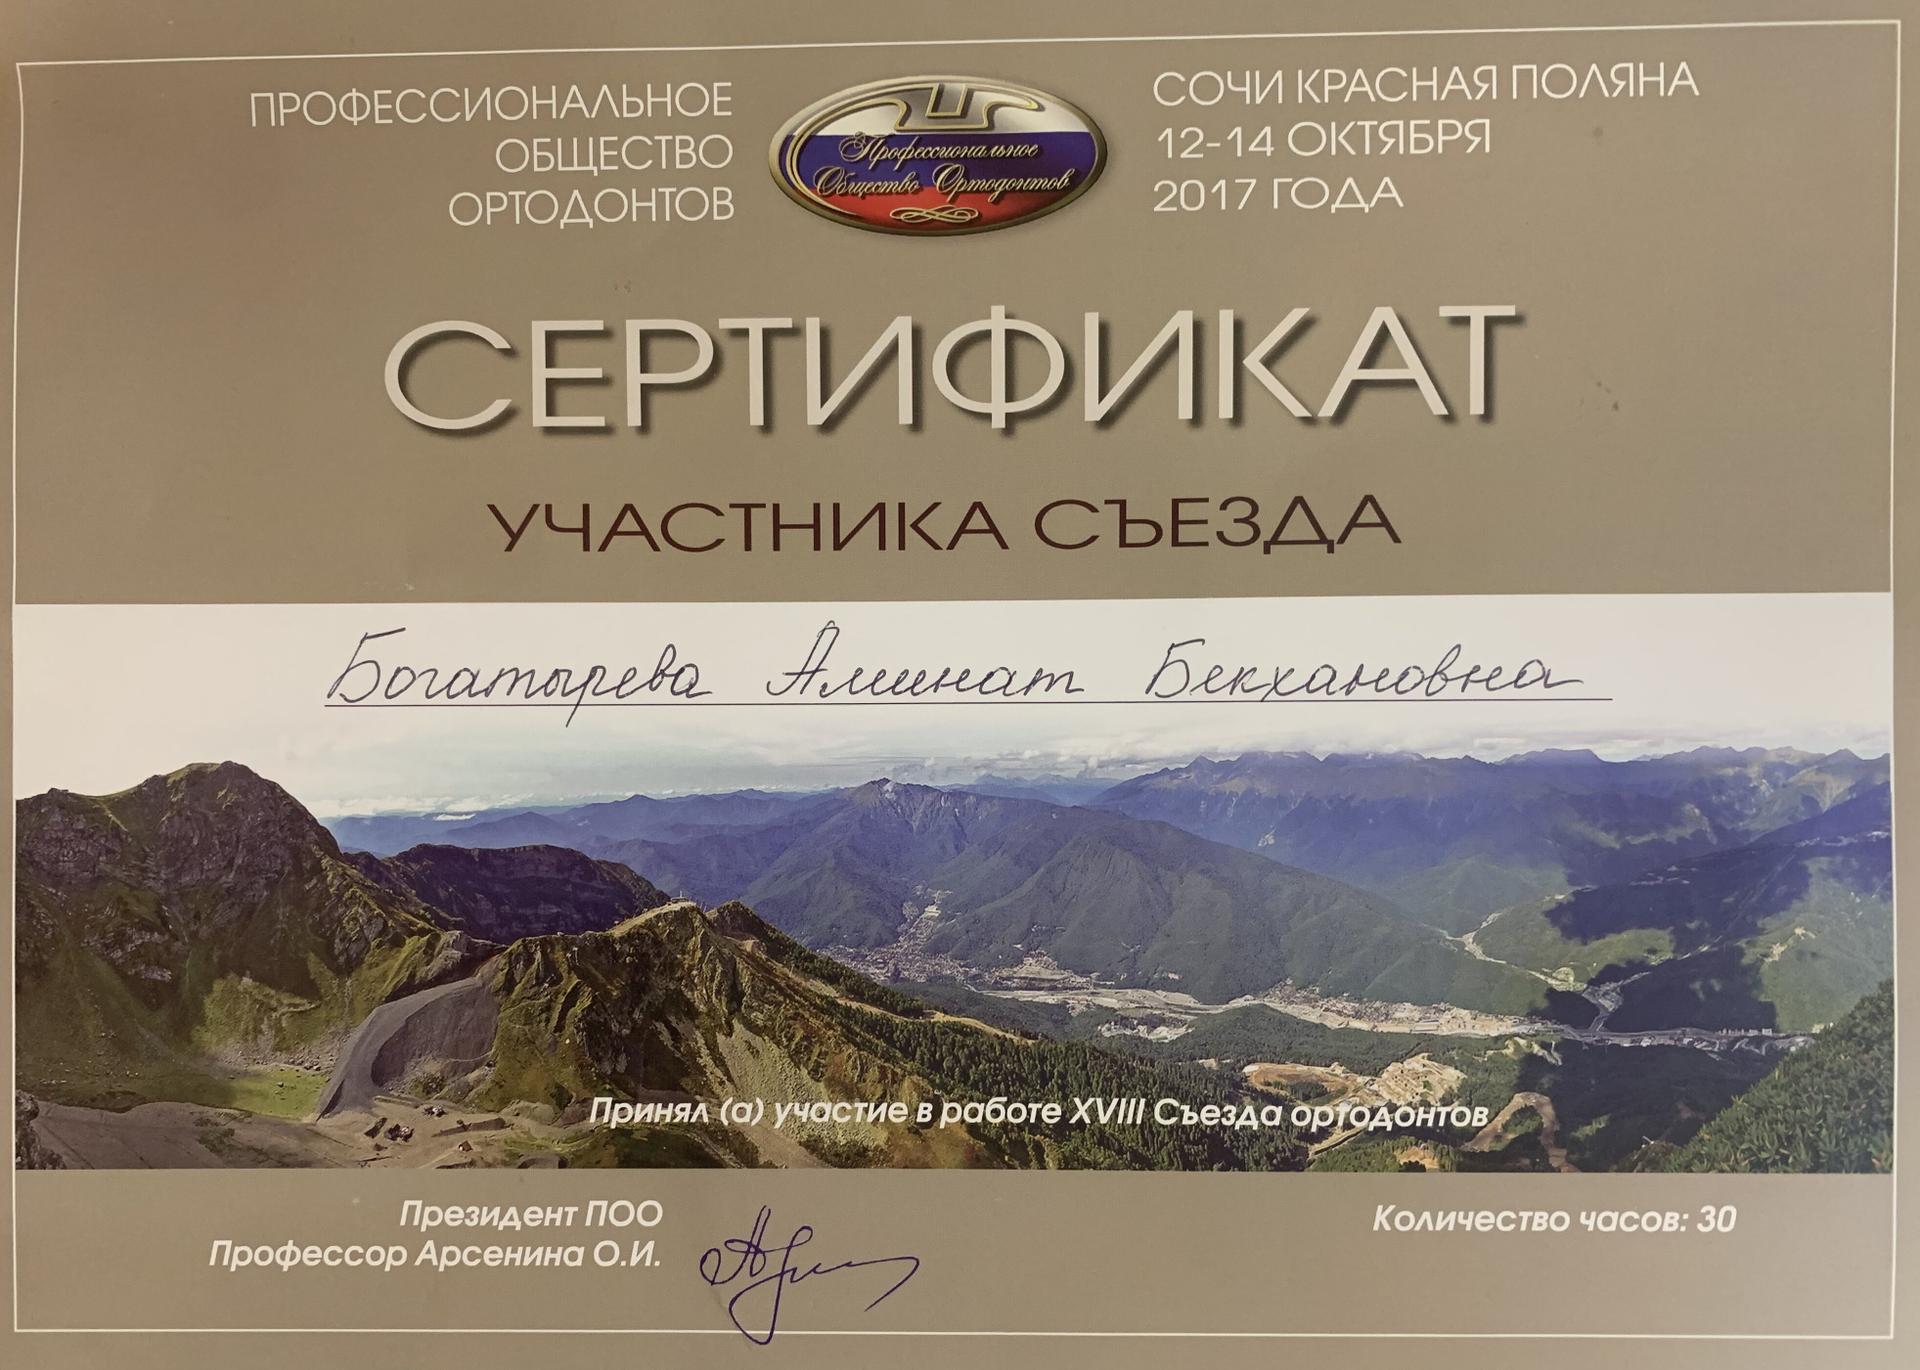 ПРОФЕССИОНАЛЬНОЕ
ОБЩЕСТВО
ОРТОДОНТОВ
Профессиональное
Общество Ортодонтов
СОЧИ КРАСНАЯ ПОЛЯНА
12-14 ОКТЯБРЯ
2017 ГОДА
СЕРТИФИКАТ
УЧАСТНИКА СЪЕЗДА
Богатырева Аминат Бекхановна
Принял (а) участие в работе XVIII Съезда ортодонтов
Президент ПОО
Профессор Арсенина О.И.
Количество часов: 30